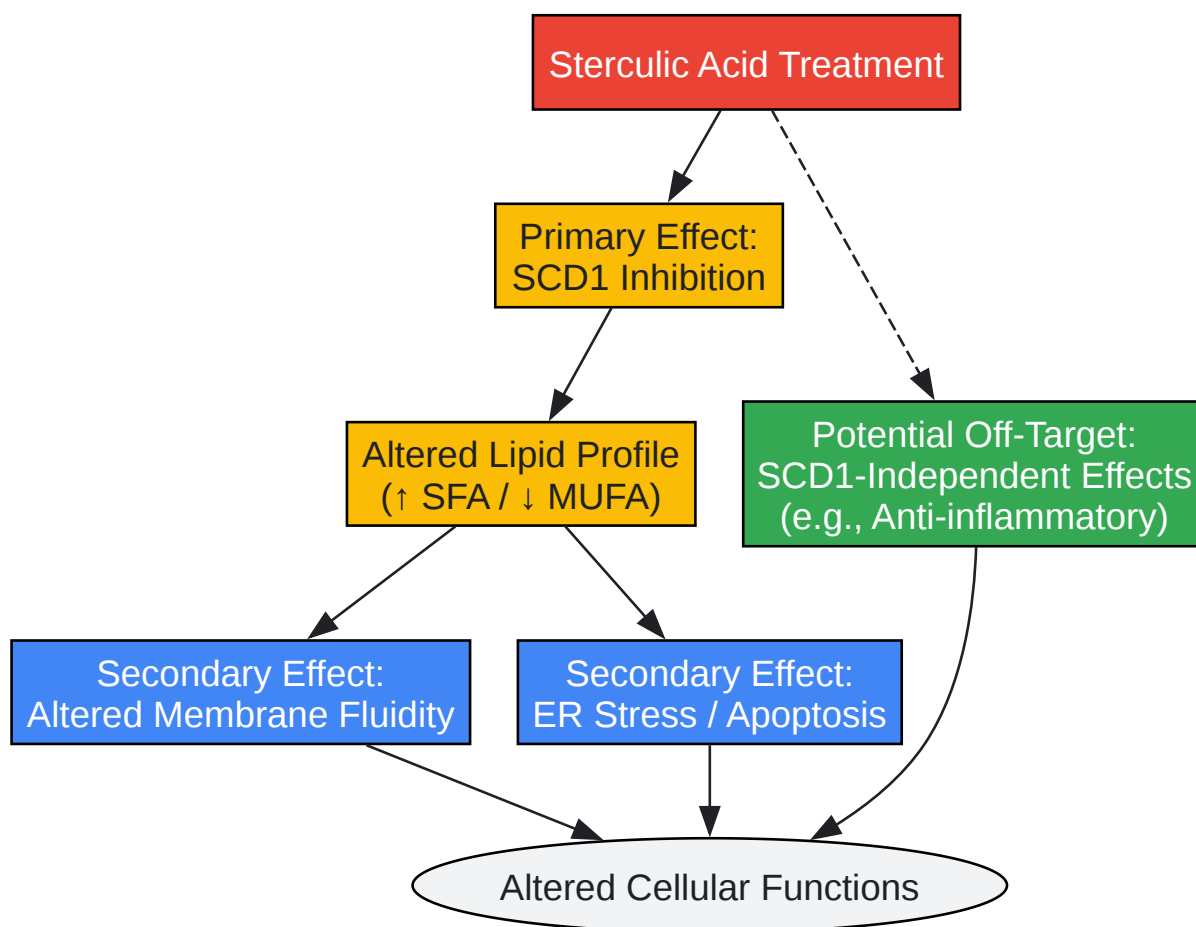 Sterculic Acid Treatment
Primary Effect:
SCD1 Inhibition
Altered Lipid Profile
(↑ SFA / ↓ MUFA)
Potential Off-Target:
SCD1-Independent Effects
(e.g., Anti-inflammatory)
Secondary Effect:
Altered Membrane Fluidity
Secondary Effect:
ER Stress / Apoptosis
Altered Cellular Functions